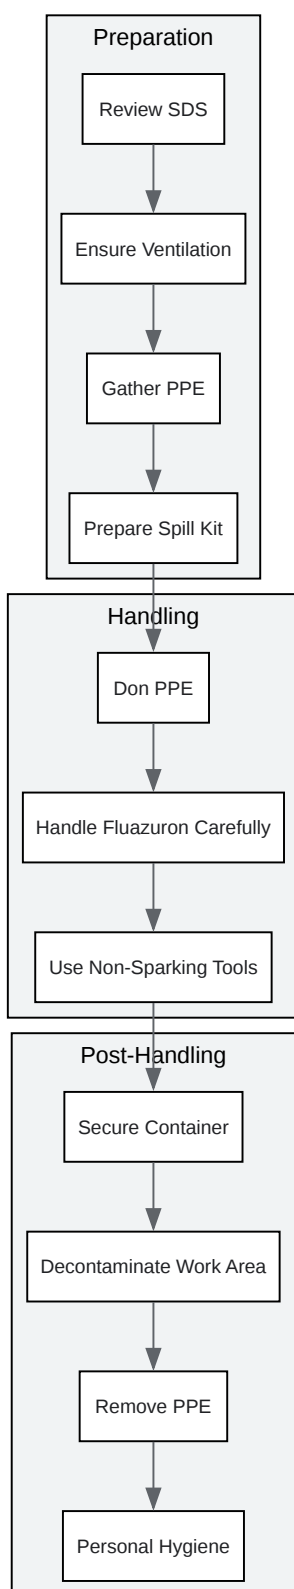 Preparation
Review SDS
Ensure Ventilation
Gather PPE
Prepare Spill Kit
Handling
Don PPE
Handle Fluazuron Carefully
Use Non-Sparking Tools
Post-Handling
Secure Container
Decontaminate Work Area
Remove PPE
Personal Hygiene